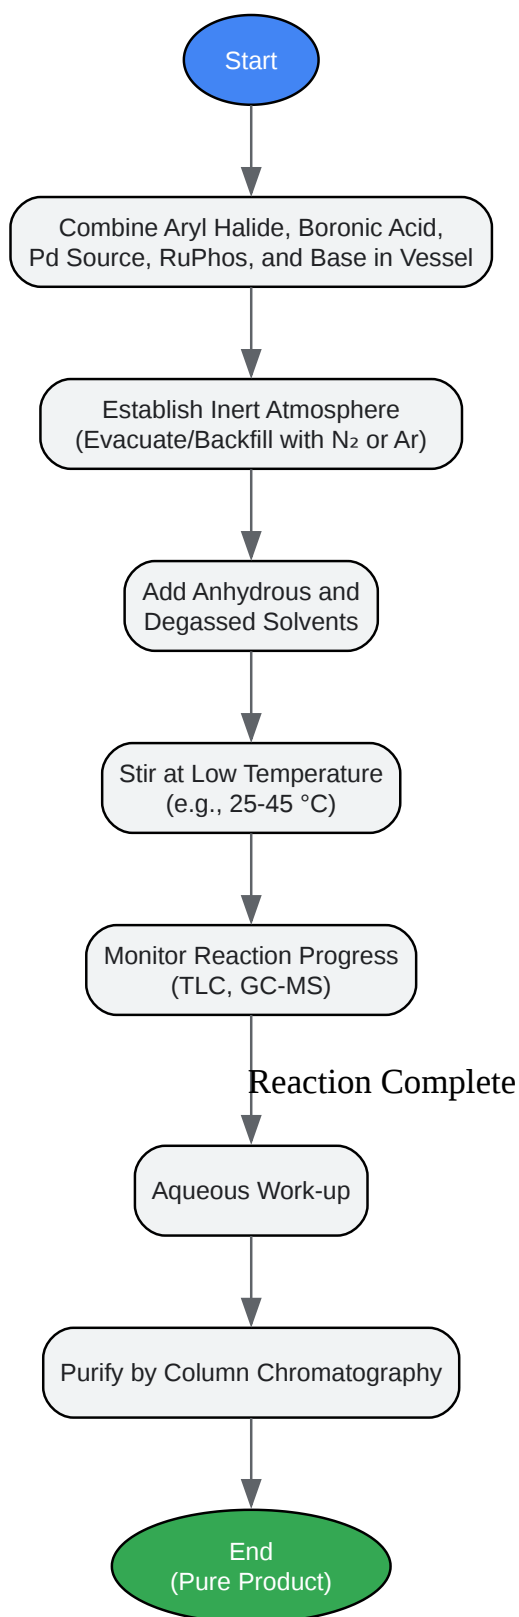 Start
Combine Aryl Halide, Boronic Acid,
Pd Source, RuPhos, and Base in Vessel
Establish Inert Atmosphere
(Evacuate/Backfill with N₂ or Ar)
Add Anhydrous and
Degassed Solvents
Stir at Low Temperature
(e.g., 25-45 °C)
Monitor Reaction Progress
(TLC, GC-MS)
Reaction Complete
Aqueous Work-up
Purify by Column Chromatography
End
(Pure Product)